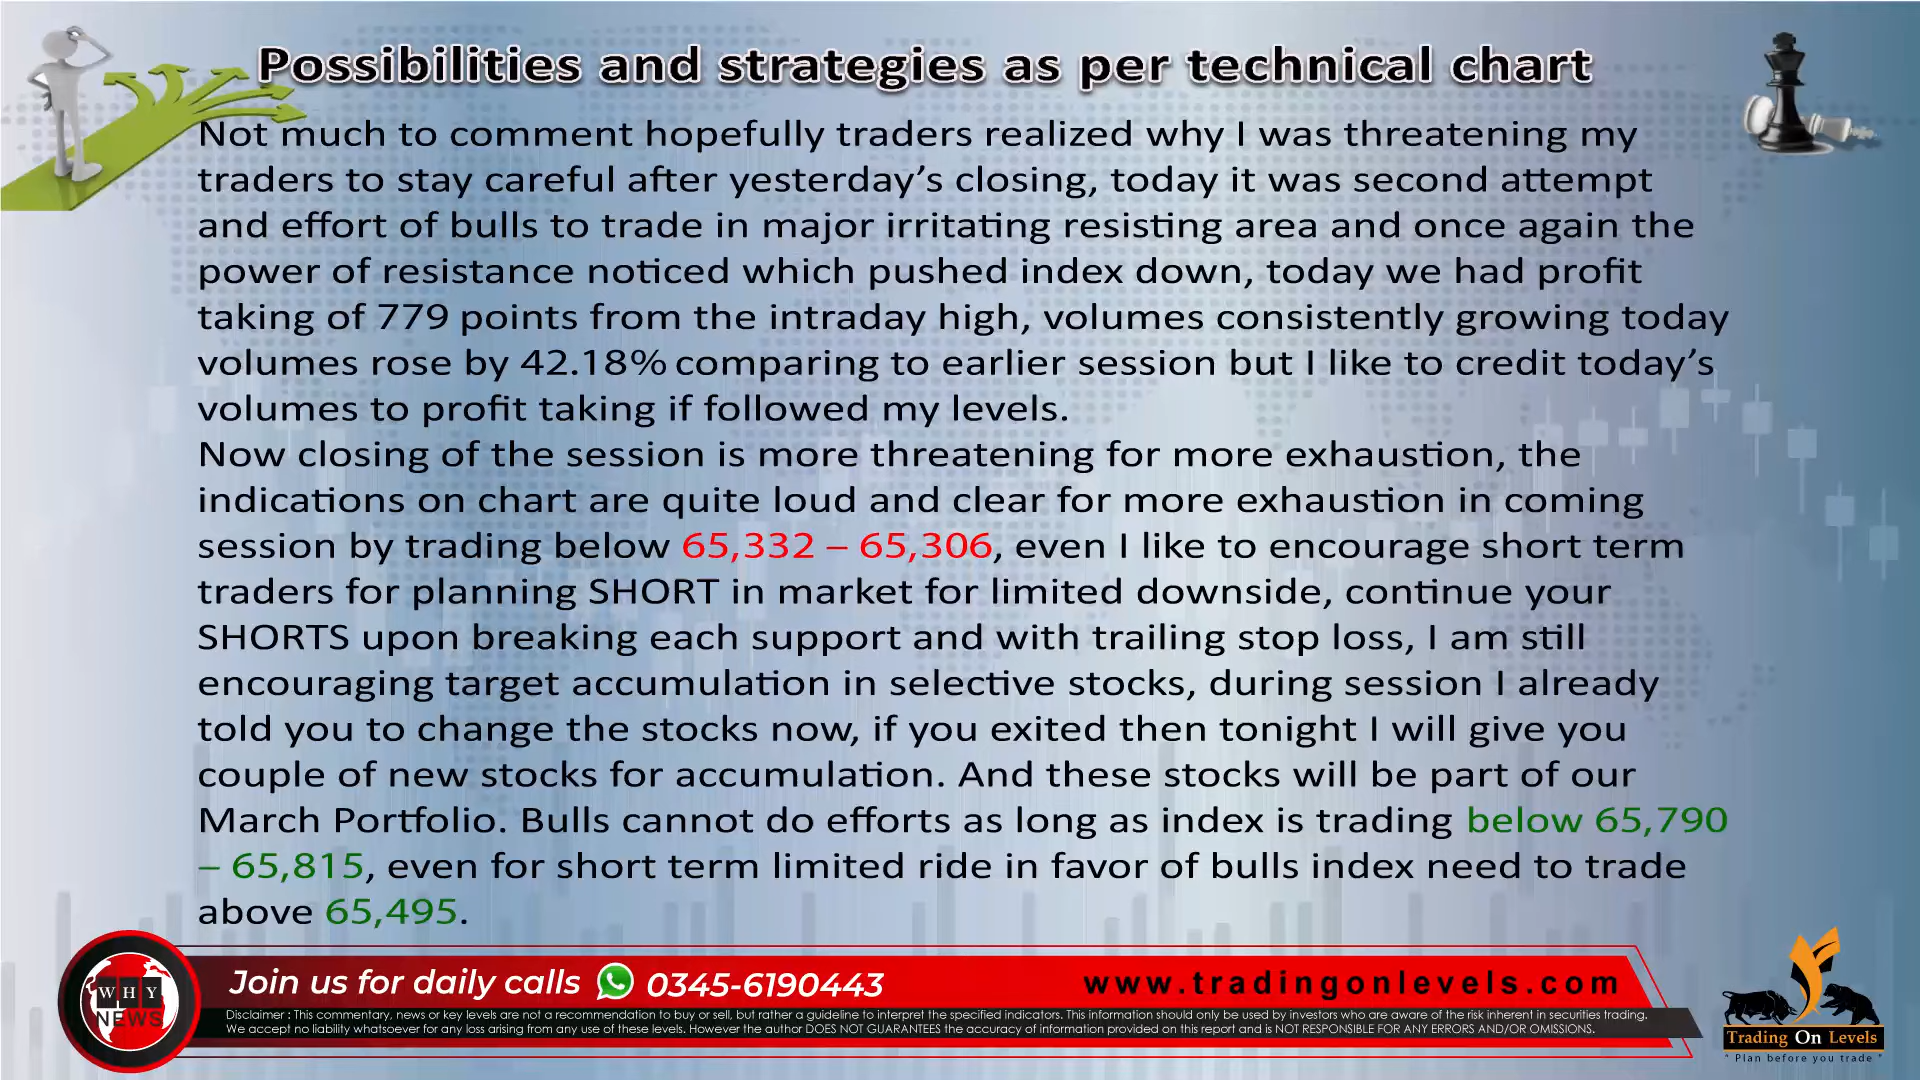 Possibilities and strategies as per technical chart
Not much to comment hopefully traders realized why I was threatening my
traders to stay careful after yesterday's closing, today it was second attempt
and effort of bulls to trade in major irritating resisting area and once again the
power of resistance noticed which pushed index down, today we had profit
taking of 779 points from the intraday high, volumes consistently growing today
volumes rose by 42.18% comparing to earlier session but I like to credit today's
volumes to profit taking if followed my levels.
Now closing of the session is more threatening for more exhaustion, the
indications on chart are quite loud and clear for more exhaustion in coming
session by trading below 65,332 – 65,306, even I like to encourage short term
traders for planning SHORT in market for limited downside, continue your
SHORTS upon breaking each support and with trailing stop loss, I am still
encouraging target accumulation in selective stocks, during session I already
told you to change the stocks now, if you exited then tonight I will give you
couple of new stocks for accumulation. And these stocks will be part of our
March Portfolio. Bulls cannot do efforts as long as index is trading below 65,790
– 65,815, even for short term limited ride in favor of bulls index need to trade
above 65,495.
WHY
NEWS
Join us for daily calls 0345-6190443
www.tradingonlevels.com
Disclaimer : This commentary, news or key levels are not a recommendation to buy or sell, but rather a guideline to interpret the specified indicators. This information should only be used by investors who are aware of the risk inherent in securities trading.
We accept no liability whatsoever for any loss arising from any use of these levels. However the author DOES NOT GUARANTEES the accuracy of information provided on this report and is NOT RESPONSIBLE FOR ANY ERRORS AND/OR OMISSIONS.
Trading On Levels
" Plan before you trade "